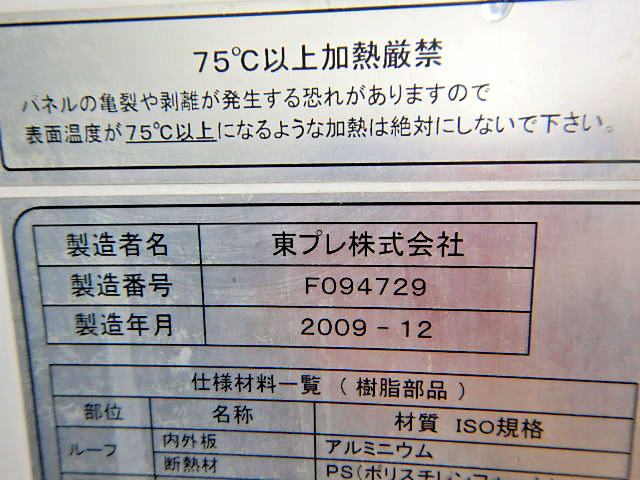 75℃以上加熱厳禁
パネルの亀裂や剥離が発生する恐れがありますので
表面温度が75℃以上になるような加熱は絶対にしないで下さい。
製造者名 東プレ株式会社
製造番号 F094729
製造年月 2009-12
仕様材料一覧 (樹脂部品)
部位 名称 材質 ISO規格
ルーフ 内外板 アルミニウム
断熱材 PS(ポリスチレンフォーム